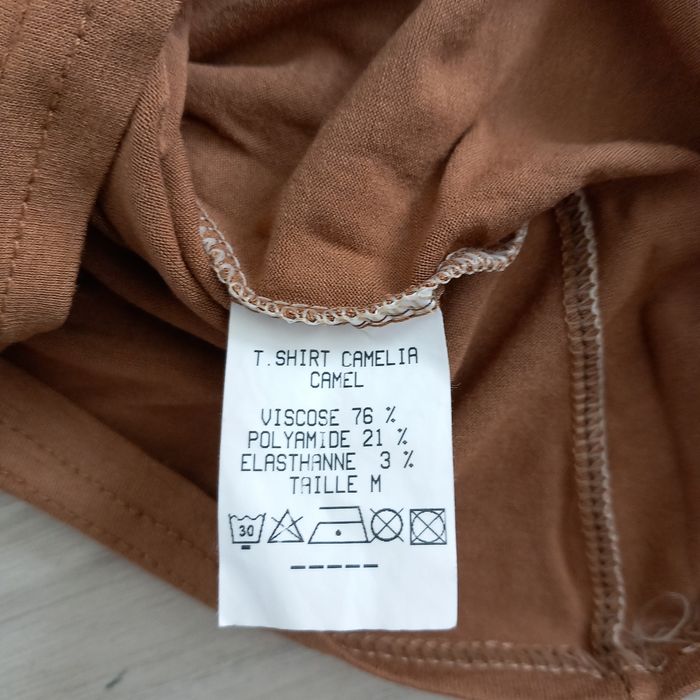 T.SHIRT CAMELIA
CAMEL
VISCOSE 76 %
POLYAMIDE 21 %
ELASTHANNE 3 %
TAILLE M
30
-----